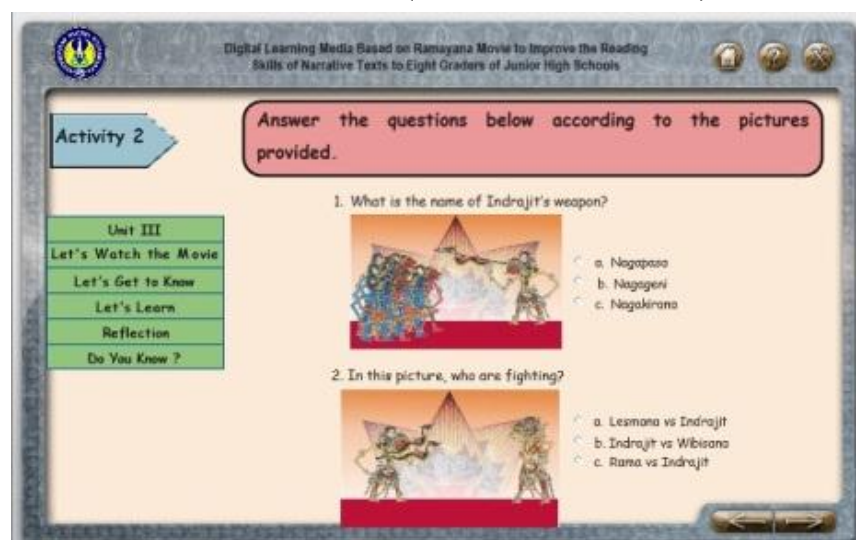 Digital Learning Media Based on Ramayana Movie to Improve the Reading
Skills of Narrative Texts to Eight Graders of Junior High Schools
Activity 2
Answer the questions below according to the pictures
provided.
Unit III
Let's Watch the Movie
Let's Get to Know
Let's Learn
Reflection
Do You Know ?
1. What is the name of Indrajit's weapon?
a. Nagapasa
b. Nagageni
c. Nagakirana
2. In this picture, who are fighting?
a. Lesmana vs Indrajit
b. Indrajit vs Wibisana
c. Rama vs Indrajit